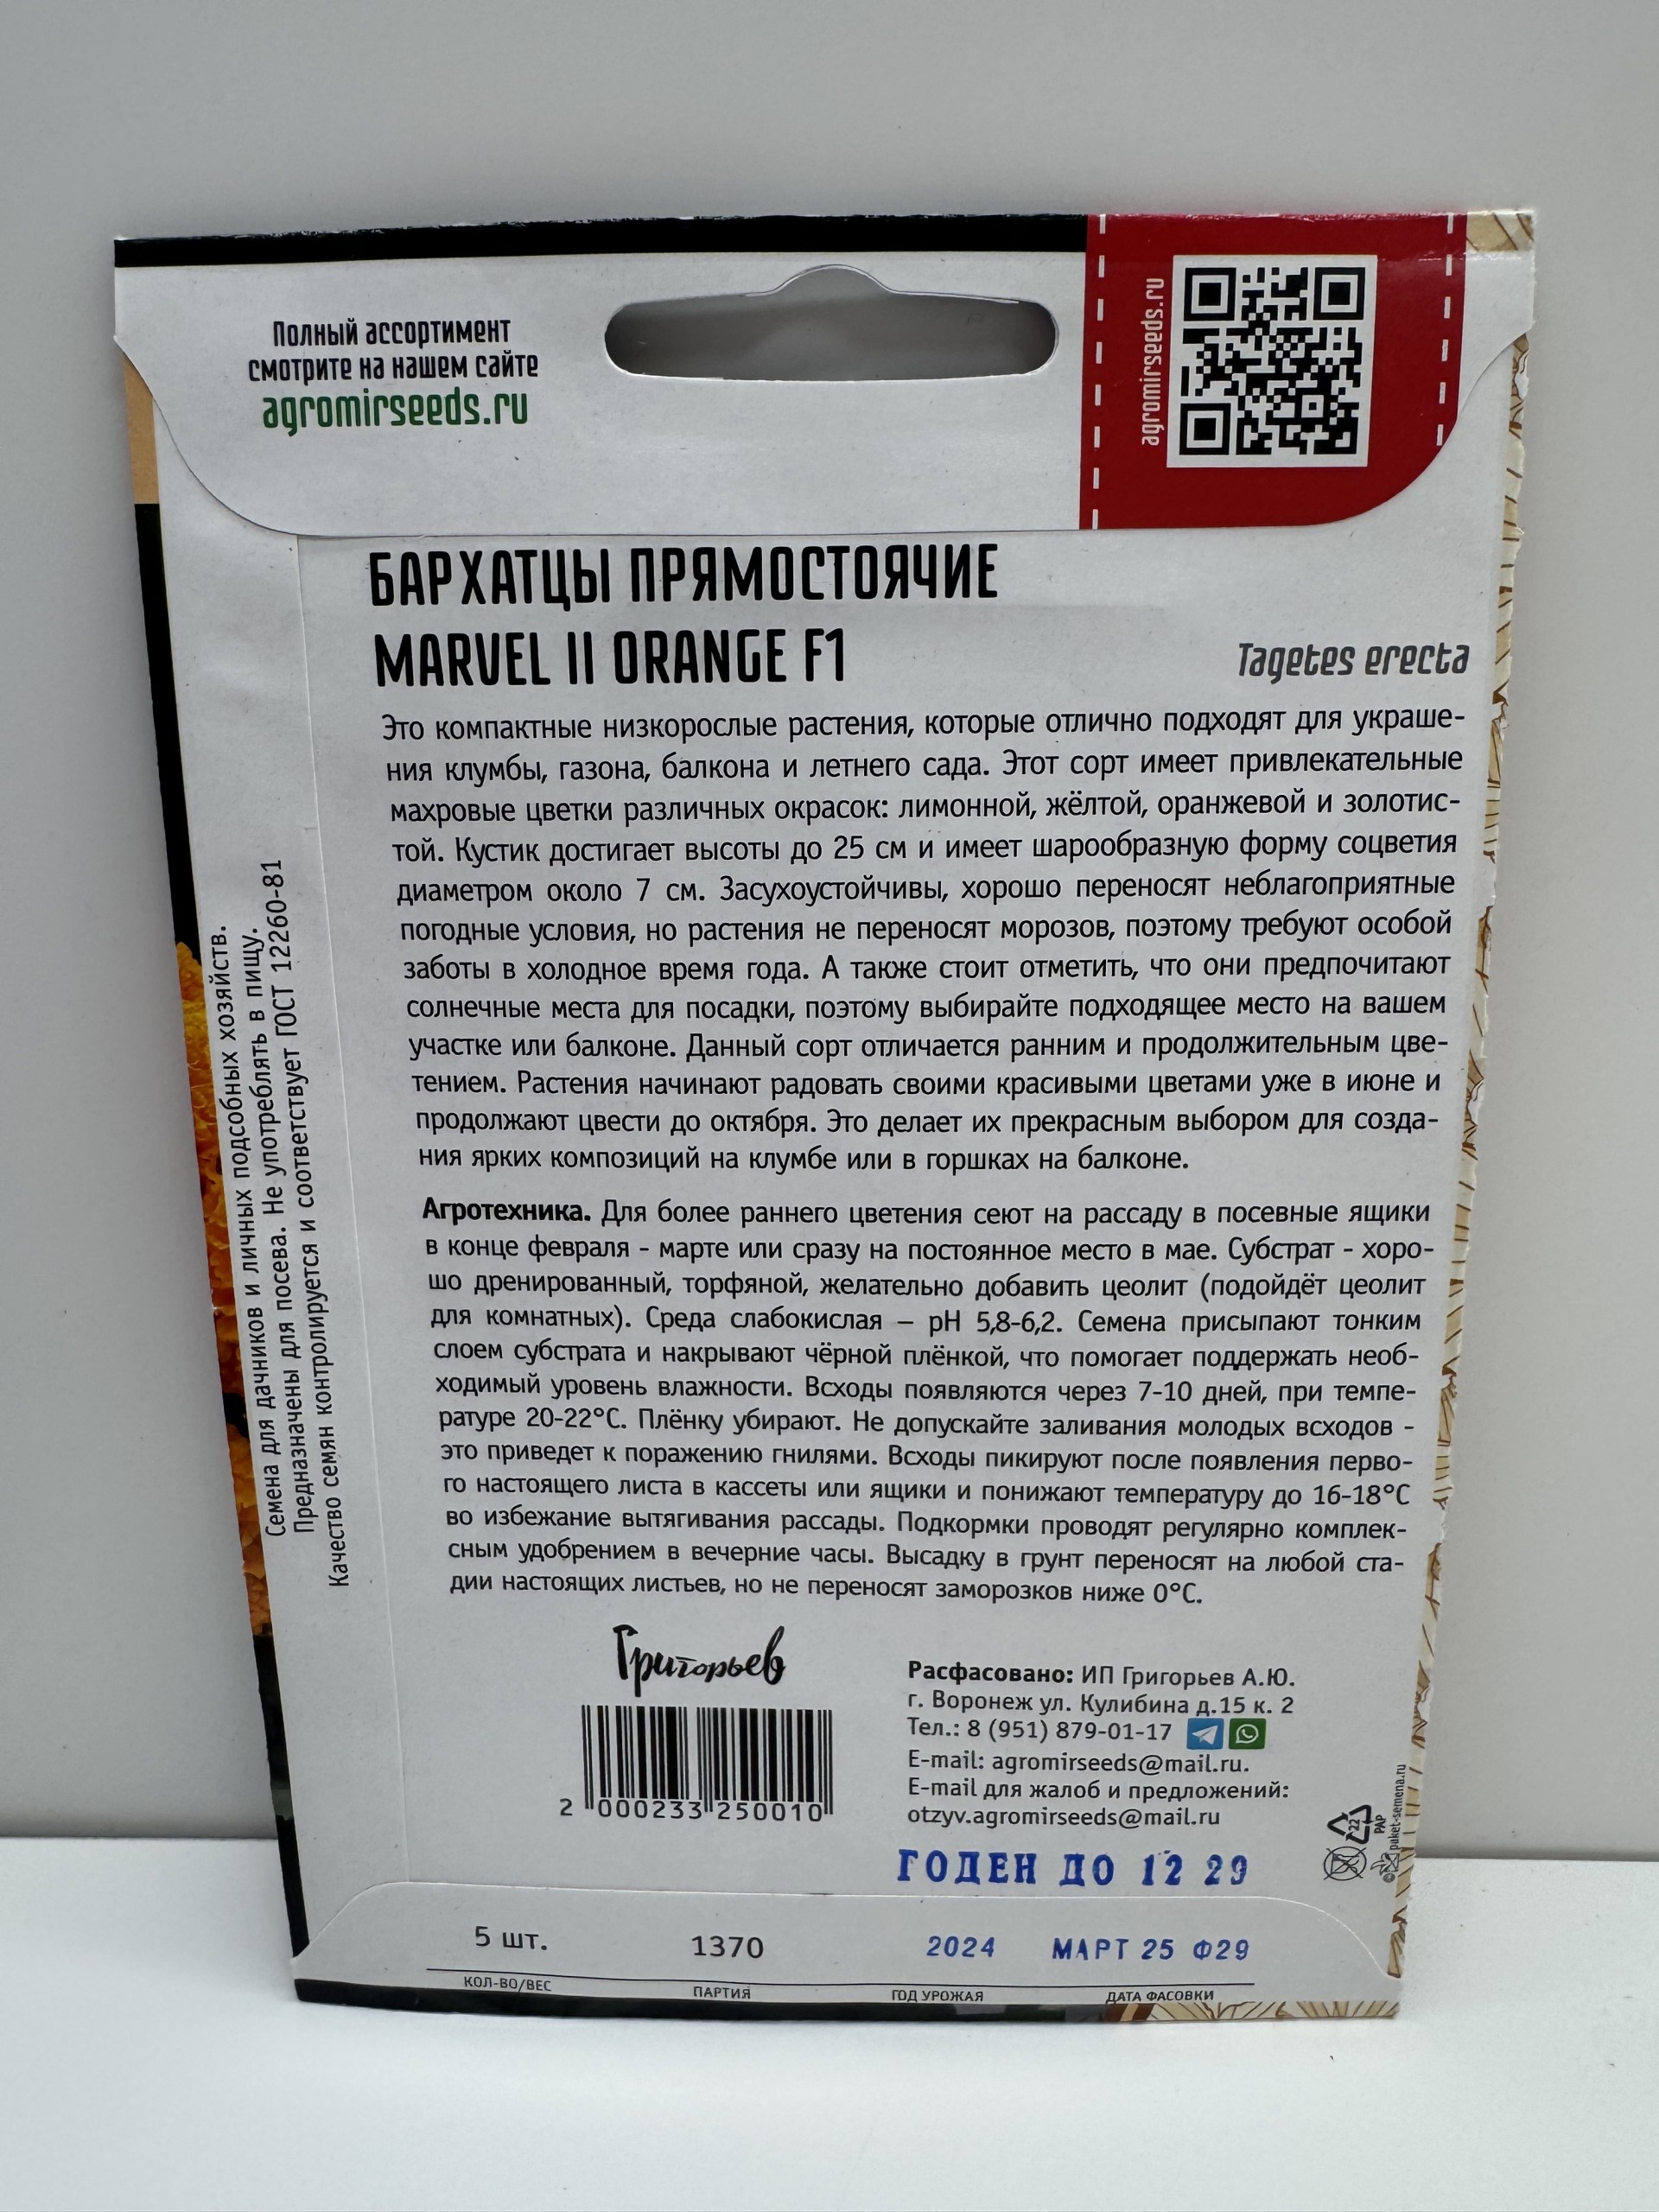 Полный ассортимент
смотрите на нашем сайте
agromirseeds.ru
agromirseeds.ru
БАРХАТЦЫ ПРЯМОСТОЯЧИЕ
MARVEL II ORANGE F1
Tagetes erecta
Это компактные низкорослые растения, которые отлично подходят для украше-
ния клумбы, газона, балкона и летнего сада. Этот сорт имеет привлекательные
махровые цветки различных окрасок: лимонной, жёлтой, оранжевой и золотис-
той. Кустик достигает высоты до 25 см и имеет шарообразную форму соцветия
диаметром около 7 см. Засухоустойчивы, хорошо переносят неблагоприятные
погодные условия, но растения не переносят морозов, поэтому требуют особой
заботы в холодное время года. А также стоит отметить, что они предпочитают
солнечные места для посадки, поэтому выбирайте подходящее место на вашем
участке или балконе. Данный сорт отличается ранним и продолжительным цве-
тением. Растения начинают радовать своими красивыми цветами уже в июне и
продолжают цвести до октября. Это делает их прекрасным выбором для созда-
ния ярких композиций на клумбе или в горшках на балконе.
Агротехника. Для более раннего цветения сеют на рассаду в посевные ящики
в конце февраля - марте или сразу на постоянное место в мае. Субстрат - хоро-
шо дренированный, торфяной, желательно добавить цеолит (подойдёт цеолит
для комнатных). Среда слабокислая – pH 5,8-6,2. Семена присыпают тонким
слоем субстрата и накрывают чёрной плёнкой, что помогает поддержать необ-
ходимый уровень влажности. Всходы появляются через 7-10 дней, при темпе-
ратуре 20-22°С. Плёнку убирают. Не допускайте заливания молодых всходов -
это приведет к поражению гнилями. Всходы пикируют после появления перво-
го настоящего листа в кассеты или ящики и понижают температуру до 16-18°С
во избежание вытягивания рассады. Подкормки проводят регулярно комплек-
сным удобрением в вечерние часы. Высадку в грунт переносят на любой ста-
дии настоящих листьев, но не переносят заморозков ниже 0°С.
Семена для дачников и личных подсобных хозяйств.
Предназначены для посева. Не употреблять в пищу.
Качество семян контролируется и соответствует ГОСТ 12260-81
Григорьев
2 000233 250010
Расфасовано: ИП Григорьев А.Ю.
г. Воронеж ул. Кулибина д.15 к. 2
Тел.: 8 (951) 879-01-17
E-mail: agromirseeds@mail.ru.
E-mail для жалоб и предложений:
otzyv.agromirseeds@mail.ru
22
PAP
© paket-semena.ru
ГОДЕН ДО 12 29
5 шт. 1370 2024 МАРТ 25 Ф29
КОЛ-ВО/ВЕС ПАРТИЯ ГОД УРОЖАЯ ДАТА ФАСОВКИ